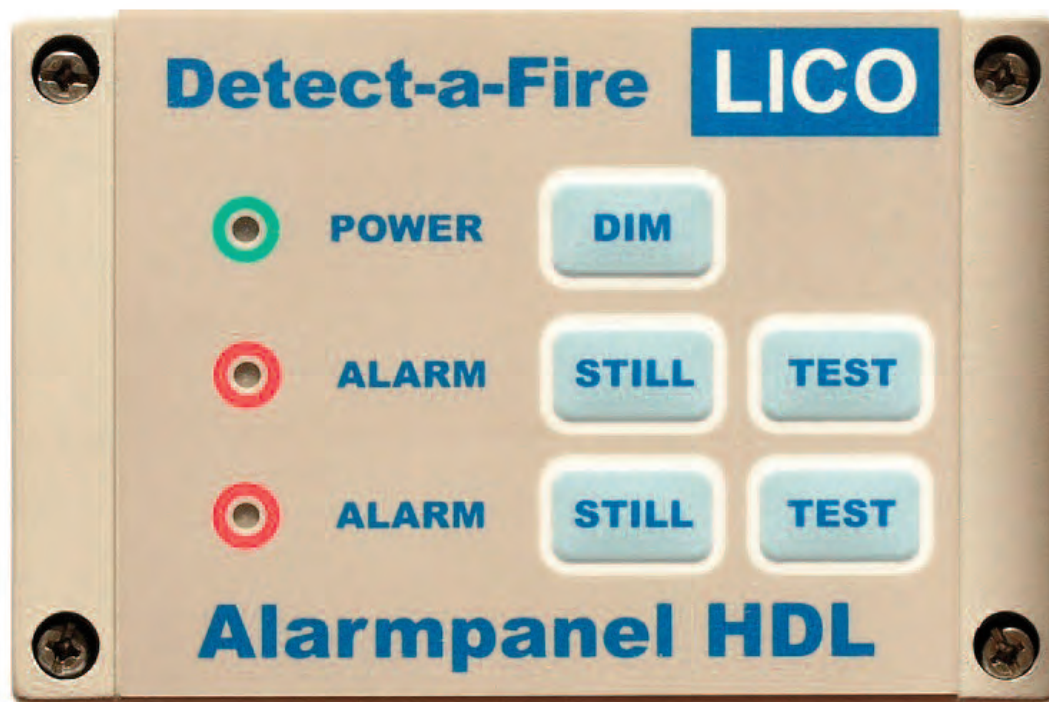 Detect-a-Fire LICO
POWER DIM
ALARM STILL TEST
ALARM STILL TEST
Alarmpanel HDL